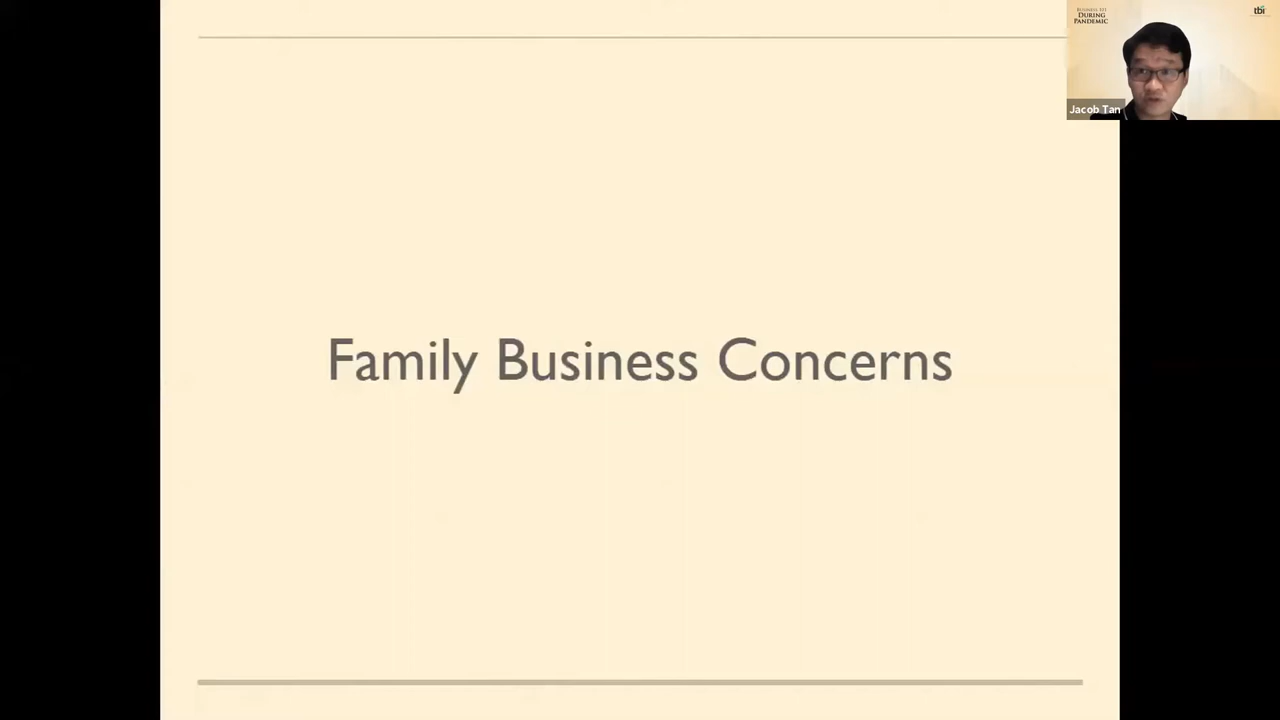 BUSINESS 101
DURING
PANDEMIC
tbi
Jacob Tan
Family Business Concerns